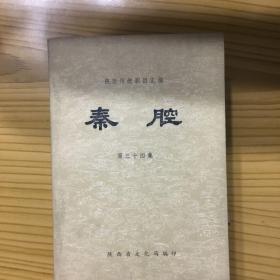 陕西传统剧目汇编
秦腔
第三十四集
陕西省文化局编印